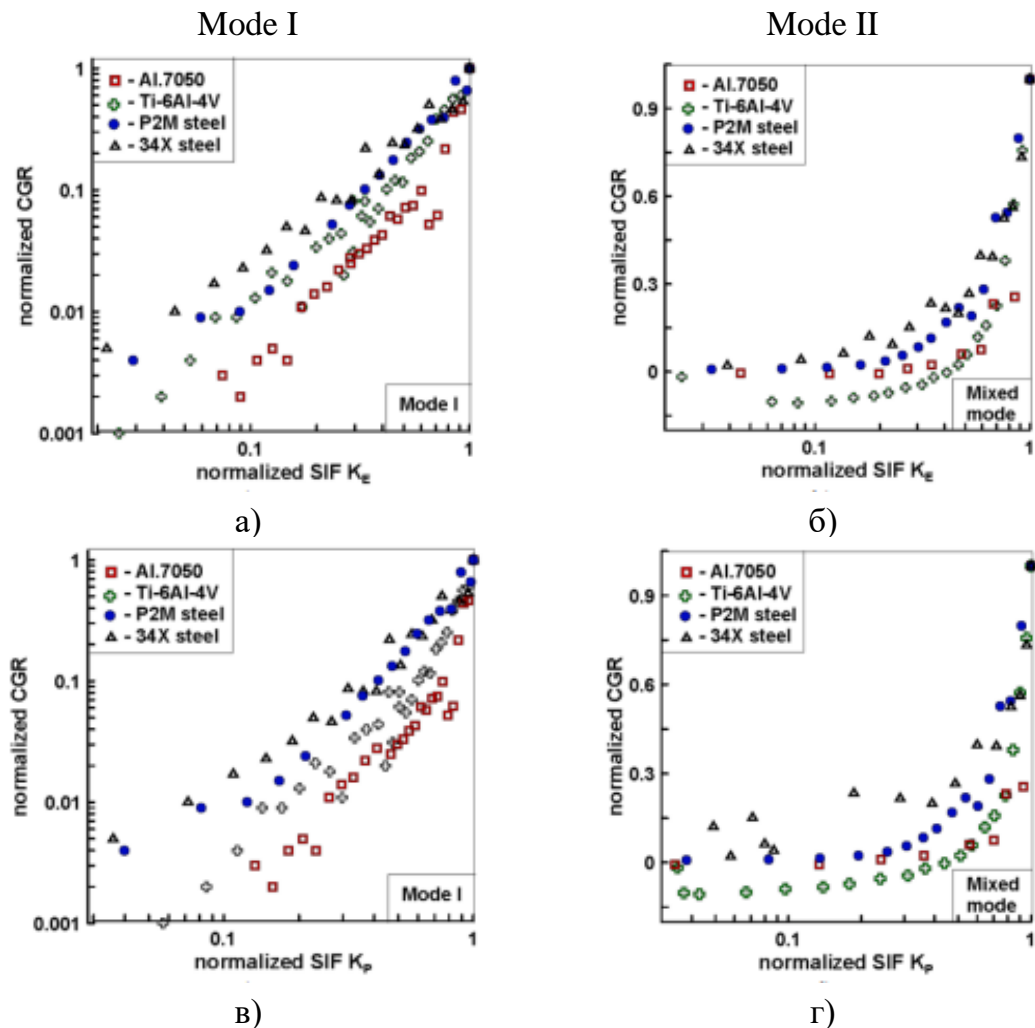 Mode I
Mode II
1
0.1
0.01
0.001
normalized CGR
- Al.7050
- Ti-6Al-4V
- P2M steel
- 34X steel
Mode I
0.1
1
normalized SIF K_E
а)
0.9
0.6
0.3
0
normalized CGR
- Al.7050
- Ti-6Al-4V
- P2M steel
- 34X steel
Mixed
mode
0.1
1
normalized SIF K_E
б)
1
0.1
0.01
0.001
normalized CGR
- Al.7050
- Ti-6Al-4V
- P2M steel
- 34X steel
Mode I
0.1
1
normalized SIF K_P
в)
0.9
0.6
0.3
0
normalized CGR
- Al.7050
- Ti-6Al-4V
- P2M steel
- 34X steel
Mixed
mode
0.1
1
normalized SIF K_P
г)